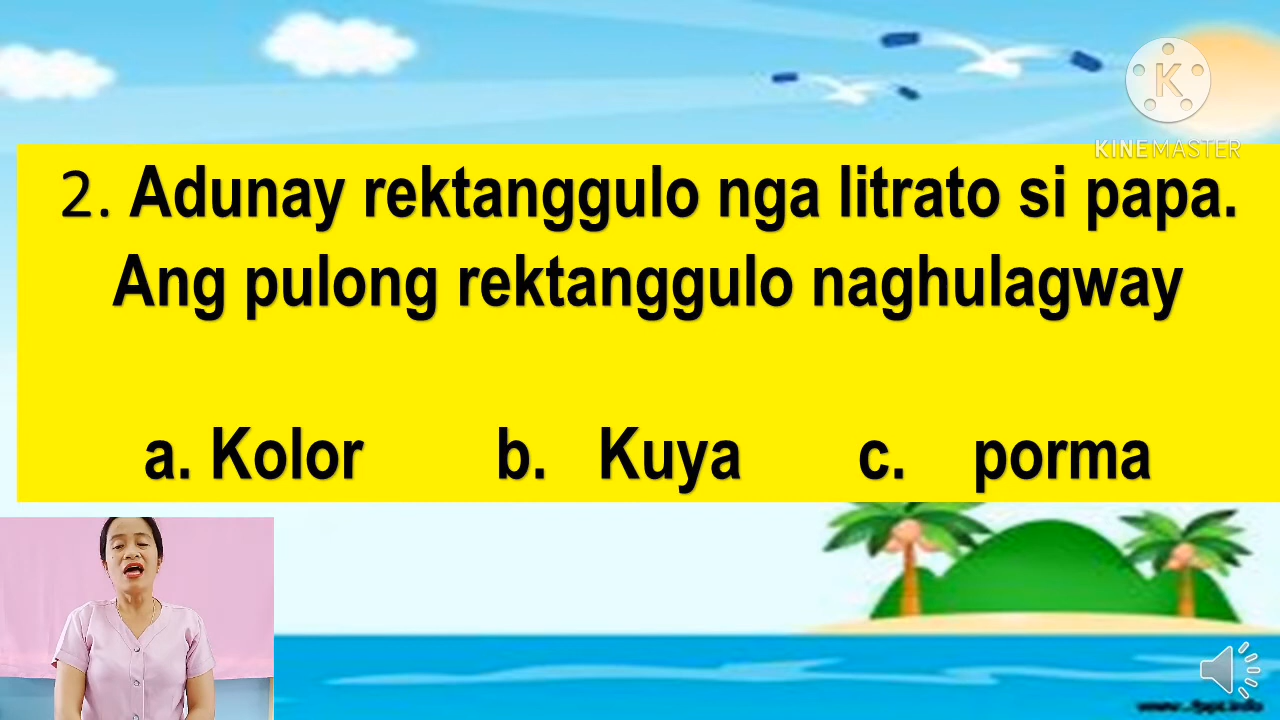 K
KINEMASTER
2. Adunay rektanggulo nga litrato si papa.
Ang pulong rektanggulo naghulagway
a. Kolor b. Kuya c. porma